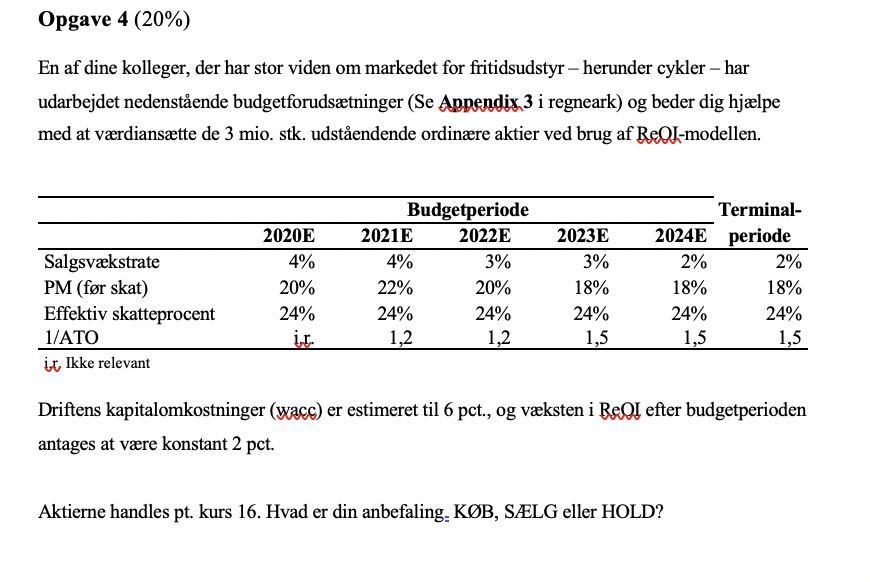 Opgave 4 (20%)
En af dine kolleger, der har stor viden om markedet for fritidsudstyr – herunder cykler – har
udarbejdet nedenstående budgetforudsætninger (Se Appendix 3 i regneark) og beder dig hjælpe
med at værdiansætte de 3 mio. stk. udståendende ordinære aktier ved brug af ReOI-modellen.
Budgetperiode Terminal-
2020E 2021E 2022E 2023E 2024E periode
Salgsvækstrate 4% 4% 3% 3% 2% 2%
PM (før skat) 20% 22% 20% 18% 18% 18%
Effektiv skatteprocent 24% 24% 24% 24% 24% 24%
1/ATO i.r. 1,2 1,2 1,5 1,5 1,5
i.r. Ikke relevant
Driftens kapitalomkostninger (wacc) er estimeret til 6 pct., og væksten i ReOI efter budgetperioden
antages at være konstant 2 pct.
Aktierne handles pt. kurs 16. Hvad er din anbefaling: KØB, SÆLG eller HOLD?